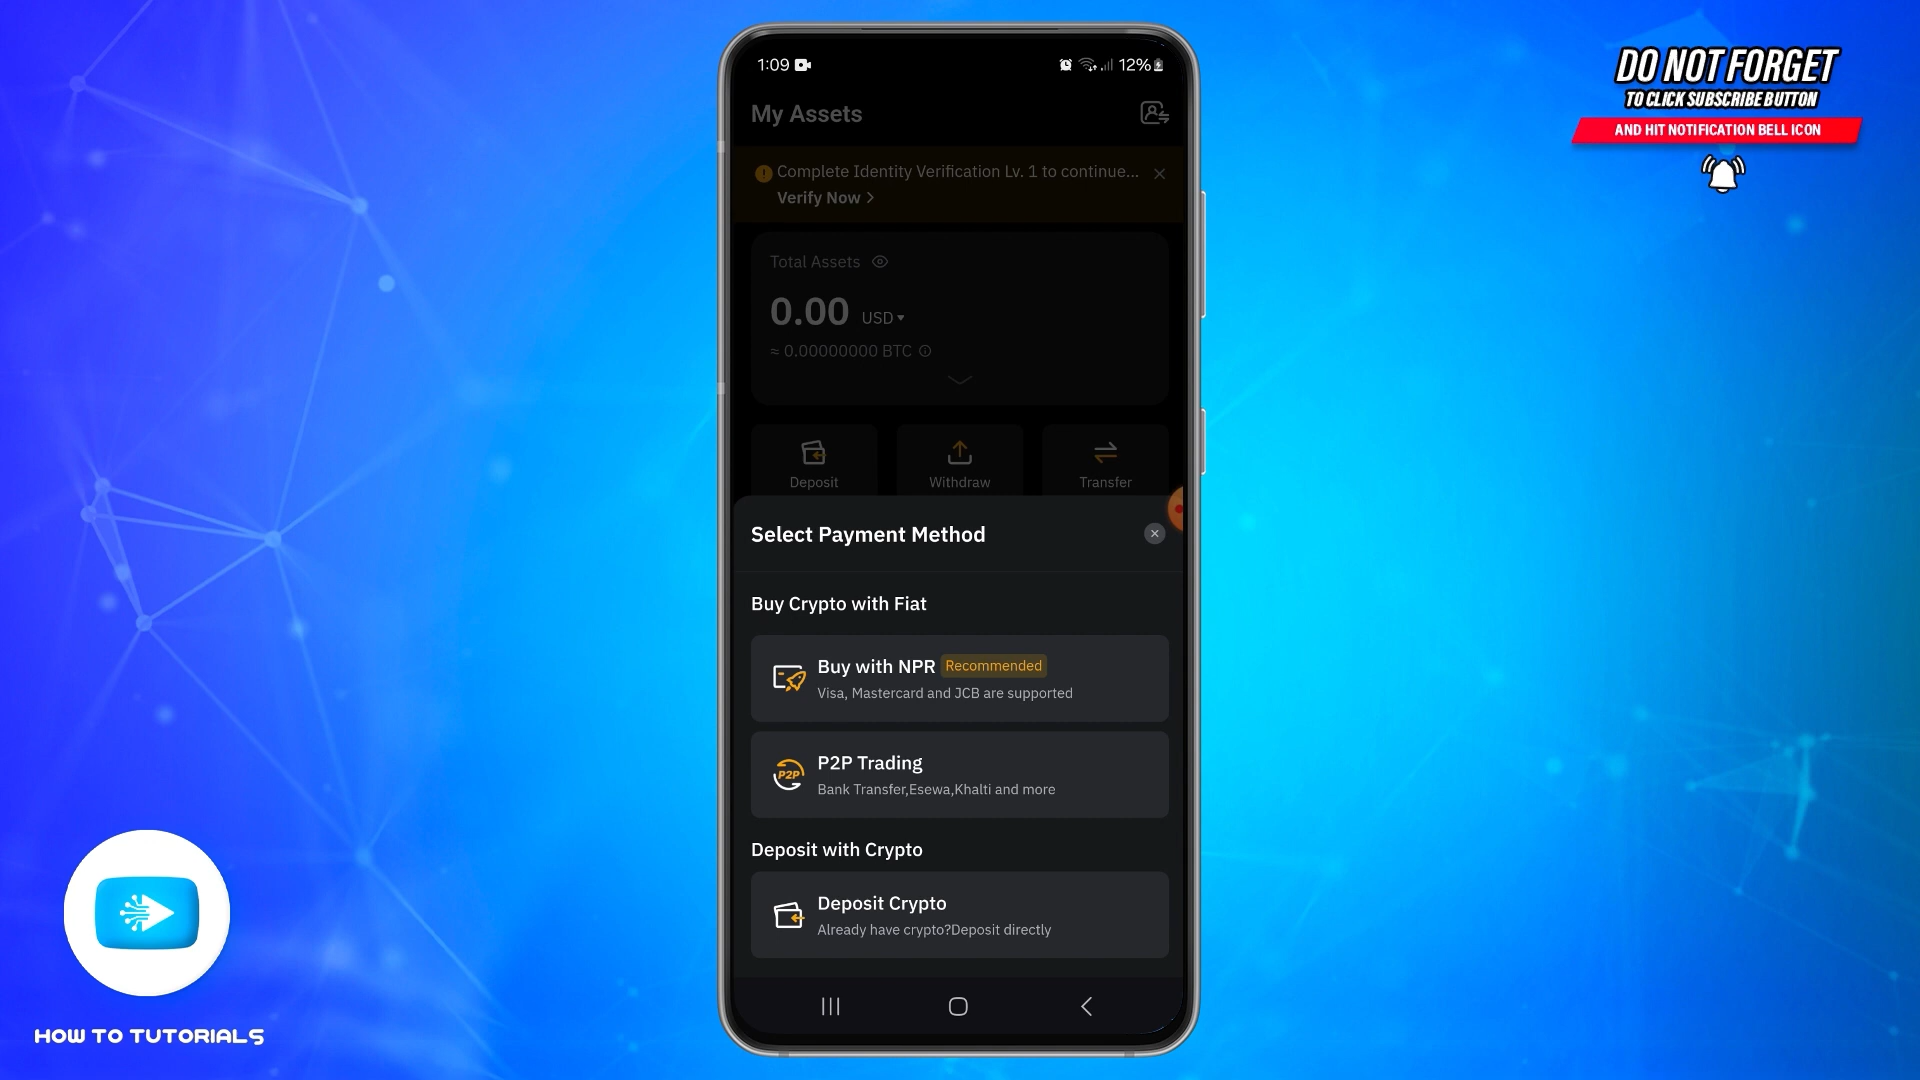 1:09
12%
My Assets
Complete Identity Verification Lv. 1 to continue...
Verify Now >
Total Assets
0.00 USD
≈ 0.00000000 BTC
Deposit
Withdraw
Transfer
Select Payment Method
Buy Crypto with Fiat
Buy with NPR Recommended
Visa, Mastercard and JCB are supported
P2P
P2P Trading
Bank Transfer,Esewa,Khalti and more
Deposit with Crypto
Deposit Crypto
Already have crypto?Deposit directly
DO NOT FORGET
TO CLICK SUBSCRIBE BUTTON
AND HIT NOTIFICATION BELL ICON
HOW TO TUTORIALS